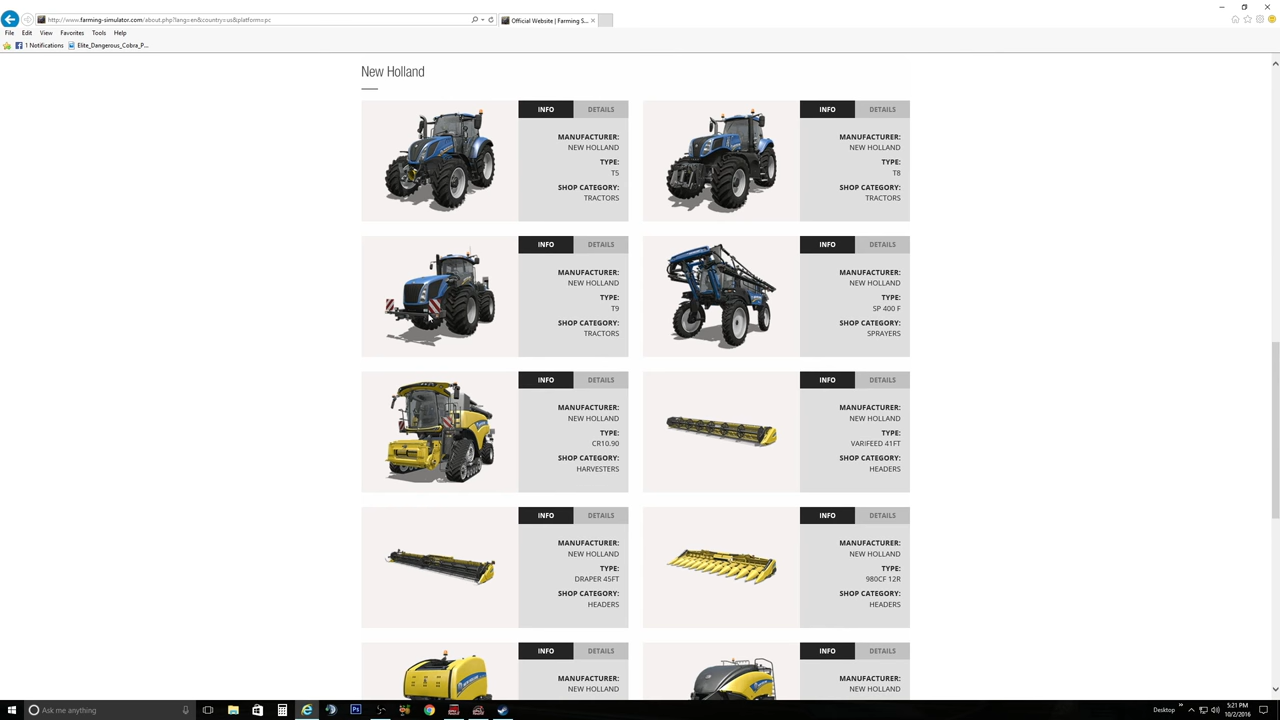 http://www.farming-simulator.com/about.php?lang=en&country=us&platform=pc
Official Website | Farming S...
File Edit View Favorites Tools Help
1 Notifications Elite_Dangerous_Cobra_P...
New Holland
INFO DETAILS
MANUFACTURER:
NEW HOLLAND
TYPE:
T5
SHOP CATEGORY:
TRACTORS
INFO DETAILS
MANUFACTURER:
NEW HOLLAND
TYPE:
T8
SHOP CATEGORY:
TRACTORS
INFO DETAILS
MANUFACTURER:
NEW HOLLAND
TYPE:
T9
SHOP CATEGORY:
TRACTORS
INFO DETAILS
MANUFACTURER:
NEW HOLLAND
TYPE:
SP 400 F
SHOP CATEGORY:
SPRAYERS
INFO DETAILS
MANUFACTURER:
NEW HOLLAND
TYPE:
CR10.90
SHOP CATEGORY:
HARVESTERS
INFO DETAILS
MANUFACTURER:
NEW HOLLAND
TYPE:
VARIFEED 41FT
SHOP CATEGORY:
HEADERS
INFO DETAILS
MANUFACTURER:
NEW HOLLAND
TYPE:
DRAPER 45FT
SHOP CATEGORY:
HEADERS
INFO DETAILS
MANUFACTURER:
NEW HOLLAND
TYPE:
980CF 12R
SHOP CATEGORY:
HEADERS
INFO DETAILS
MANUFACTURER:
NEW HOLLAND
INFO DETAILS
MANUFACTURER:
NEW HOLLAND
Ask me anything
Desktop
5:21 PM
10/2/2016